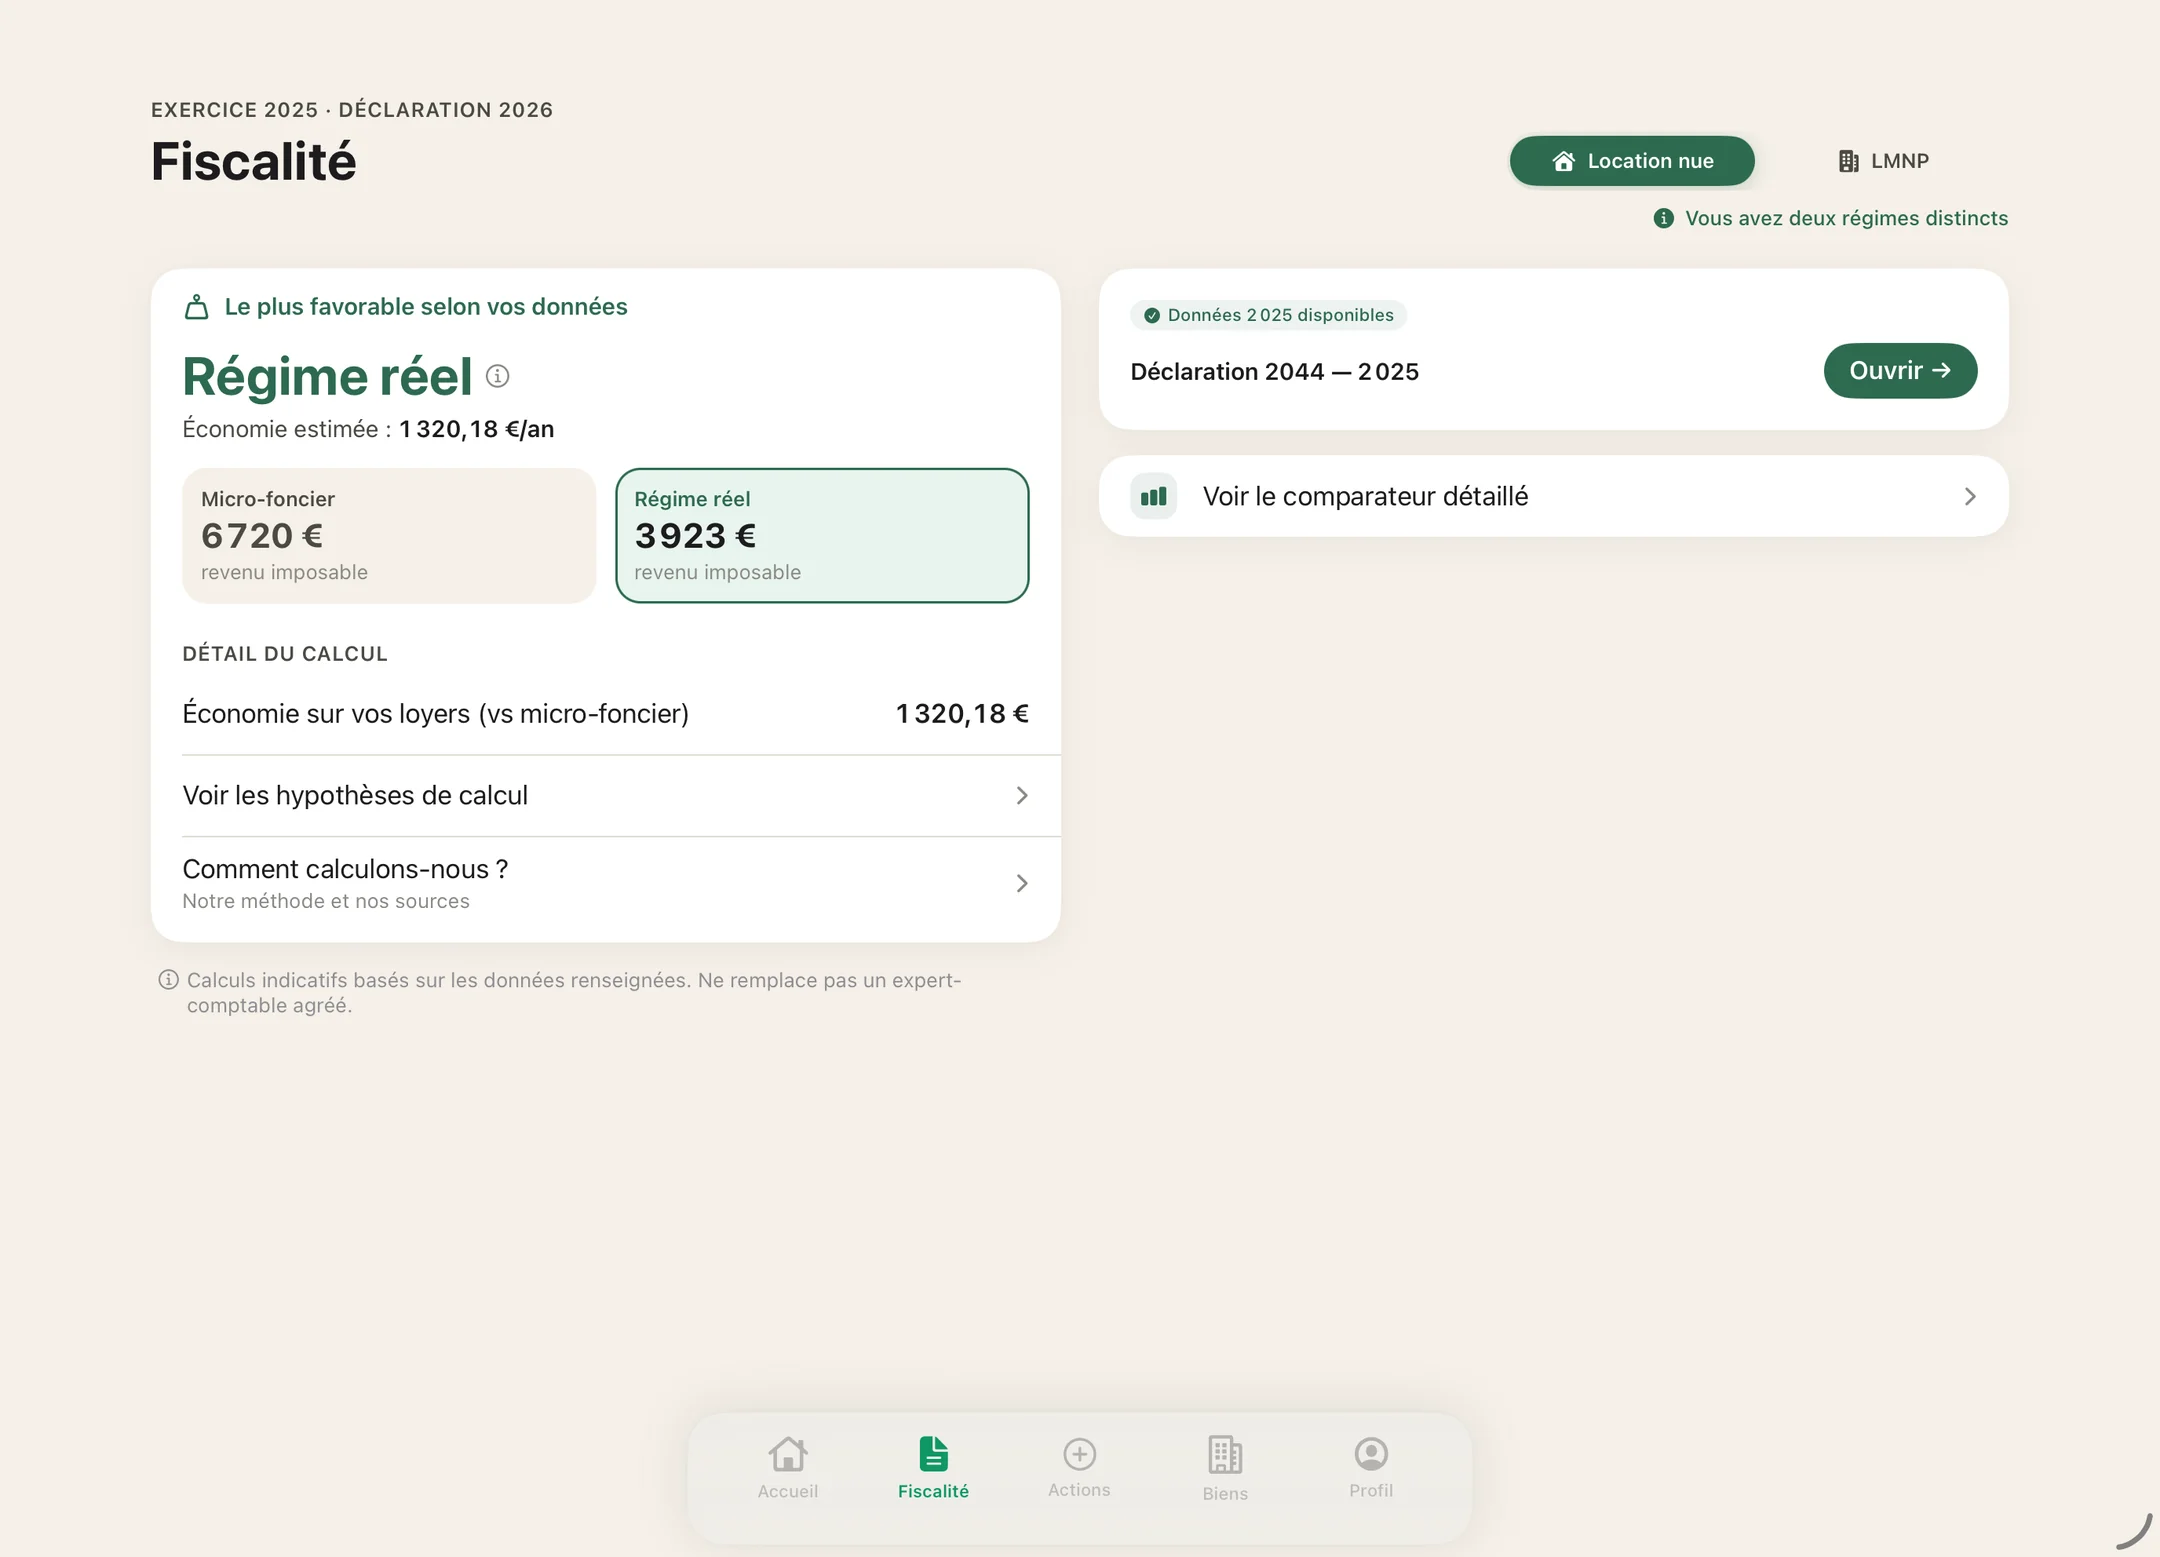 EXERCICE 2025 · DÉCLARATION 2026
Fiscalité
Location nue
LMNP
Vous avez deux régimes distincts
Le plus favorable selon vos données
Régime réel
Économie estimée : 1 320,18 €/an
Micro-foncier
6 720 €
revenu imposable
Régime réel
3 923 €
revenu imposable
DÉTAIL DU CALCUL
Économie sur vos loyers (vs micro-foncier)
1 320,18 €
Voir les hypothèses de calcul
Comment calculons-nous ?
Notre méthode et nos sources
Calculs indicatifs basés sur les données renseignées. Ne remplace pas un expert-
comptable agréé.
Données 2 025 disponibles
Déclaration 2044 — 2 025
Ouvrir →
Voir le comparateur détaillé
Accueil
Fiscalité
Actions
Biens
Profil